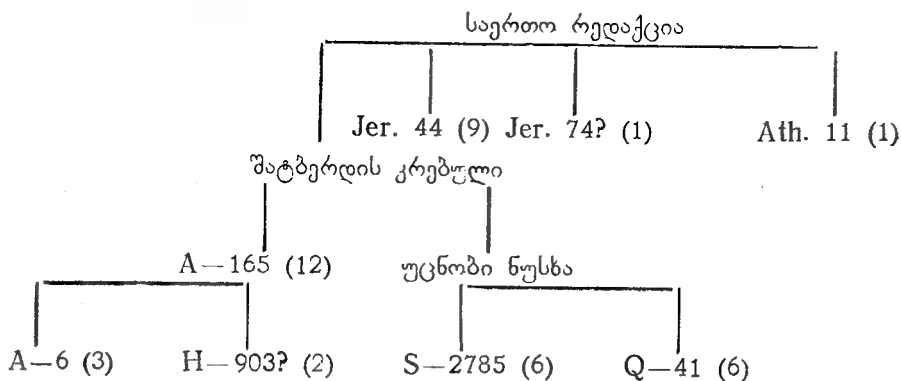 საერთო რედაქცია
Jer. 44 (9) Jer. 74? (1) Ath. 11 (1)
შატბერდის კრებული
A—165 (12) უცნობი ნუსხა
A—6 (3) H—903? (2) S—2785 (6) Q—41 (6)